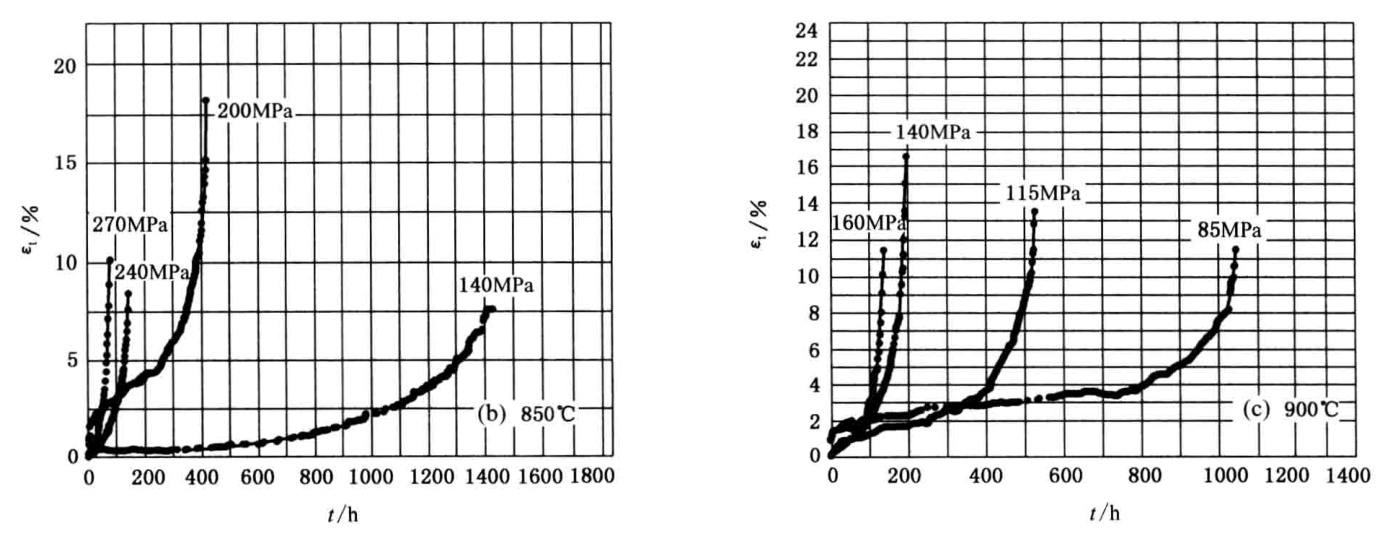 20
15
10
5
0
ε_t/%
200MPa
270MPa
240MPa
140MPa
(b) 850℃
0 200 400 600 800 1000 1200 1400 1600 1800
t/h
24
22
20
18
16
14
12
10
8
6
4
2
0
ε_t/%
140MPa
115MPa
160MPa
85MPa
(c) 900℃
0 200 400 600 800 1000 1200 1400
t/h